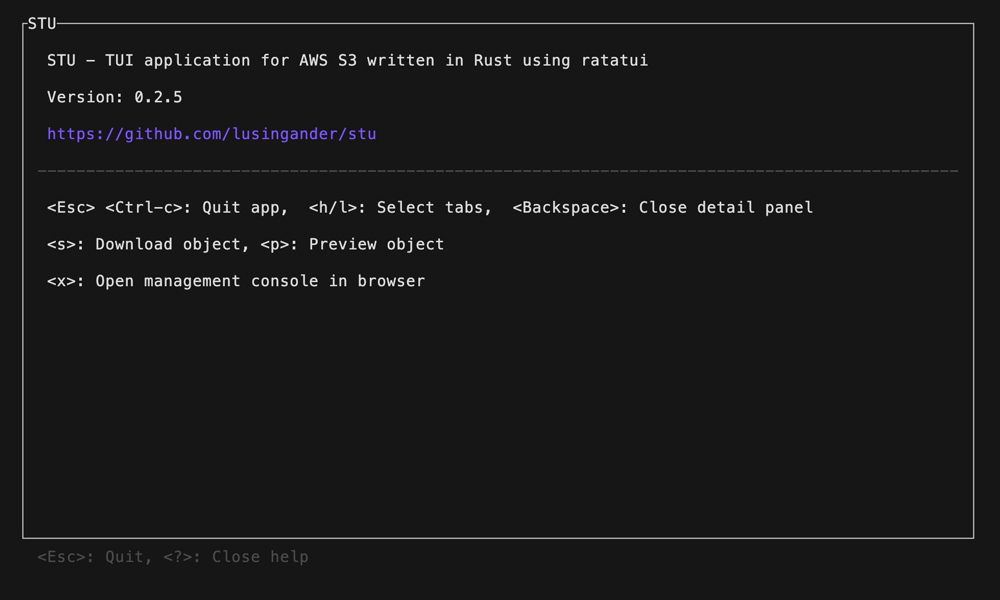 STU
STU – TUI application for AWS S3 written in Rust using ratatui
Version: 0.2.5
https://github.com/lusingander/stu
<Esc> <Ctrl-c>: Quit app,  <h/l>: Select tabs,  <Backspace>: Close detail panel
<s>: Download object, <p>: Preview object
<x>: Open management console in browser
<Esc>: Quit, <?>: Close help